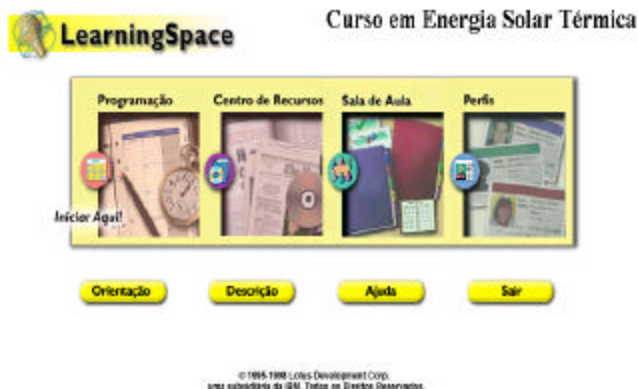 Curso em Energia Solar Térmica
LearningSpace
Programação
Centro de Recursos
Sala de Aula
Perfis
Iniciar Aqui!
Orientação
Descrição
Ajuda
Sair
© 1995-1998 Lotus Development Corp.
uma subsidiária da IBM. Todos os Direitos Reservados.